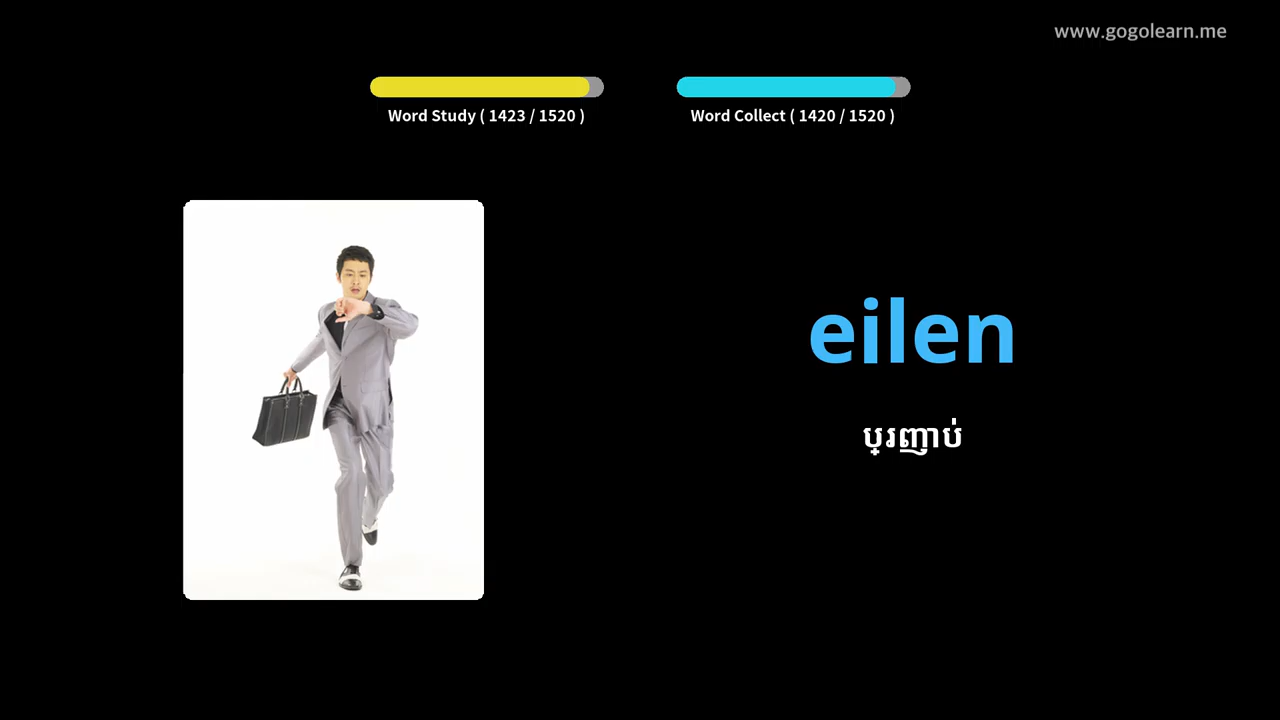 www.gogolearn.me
Word Study ( 1423 / 1520 )
Word Collect ( 1420 / 1520 )
eilen
ប្រញាប់